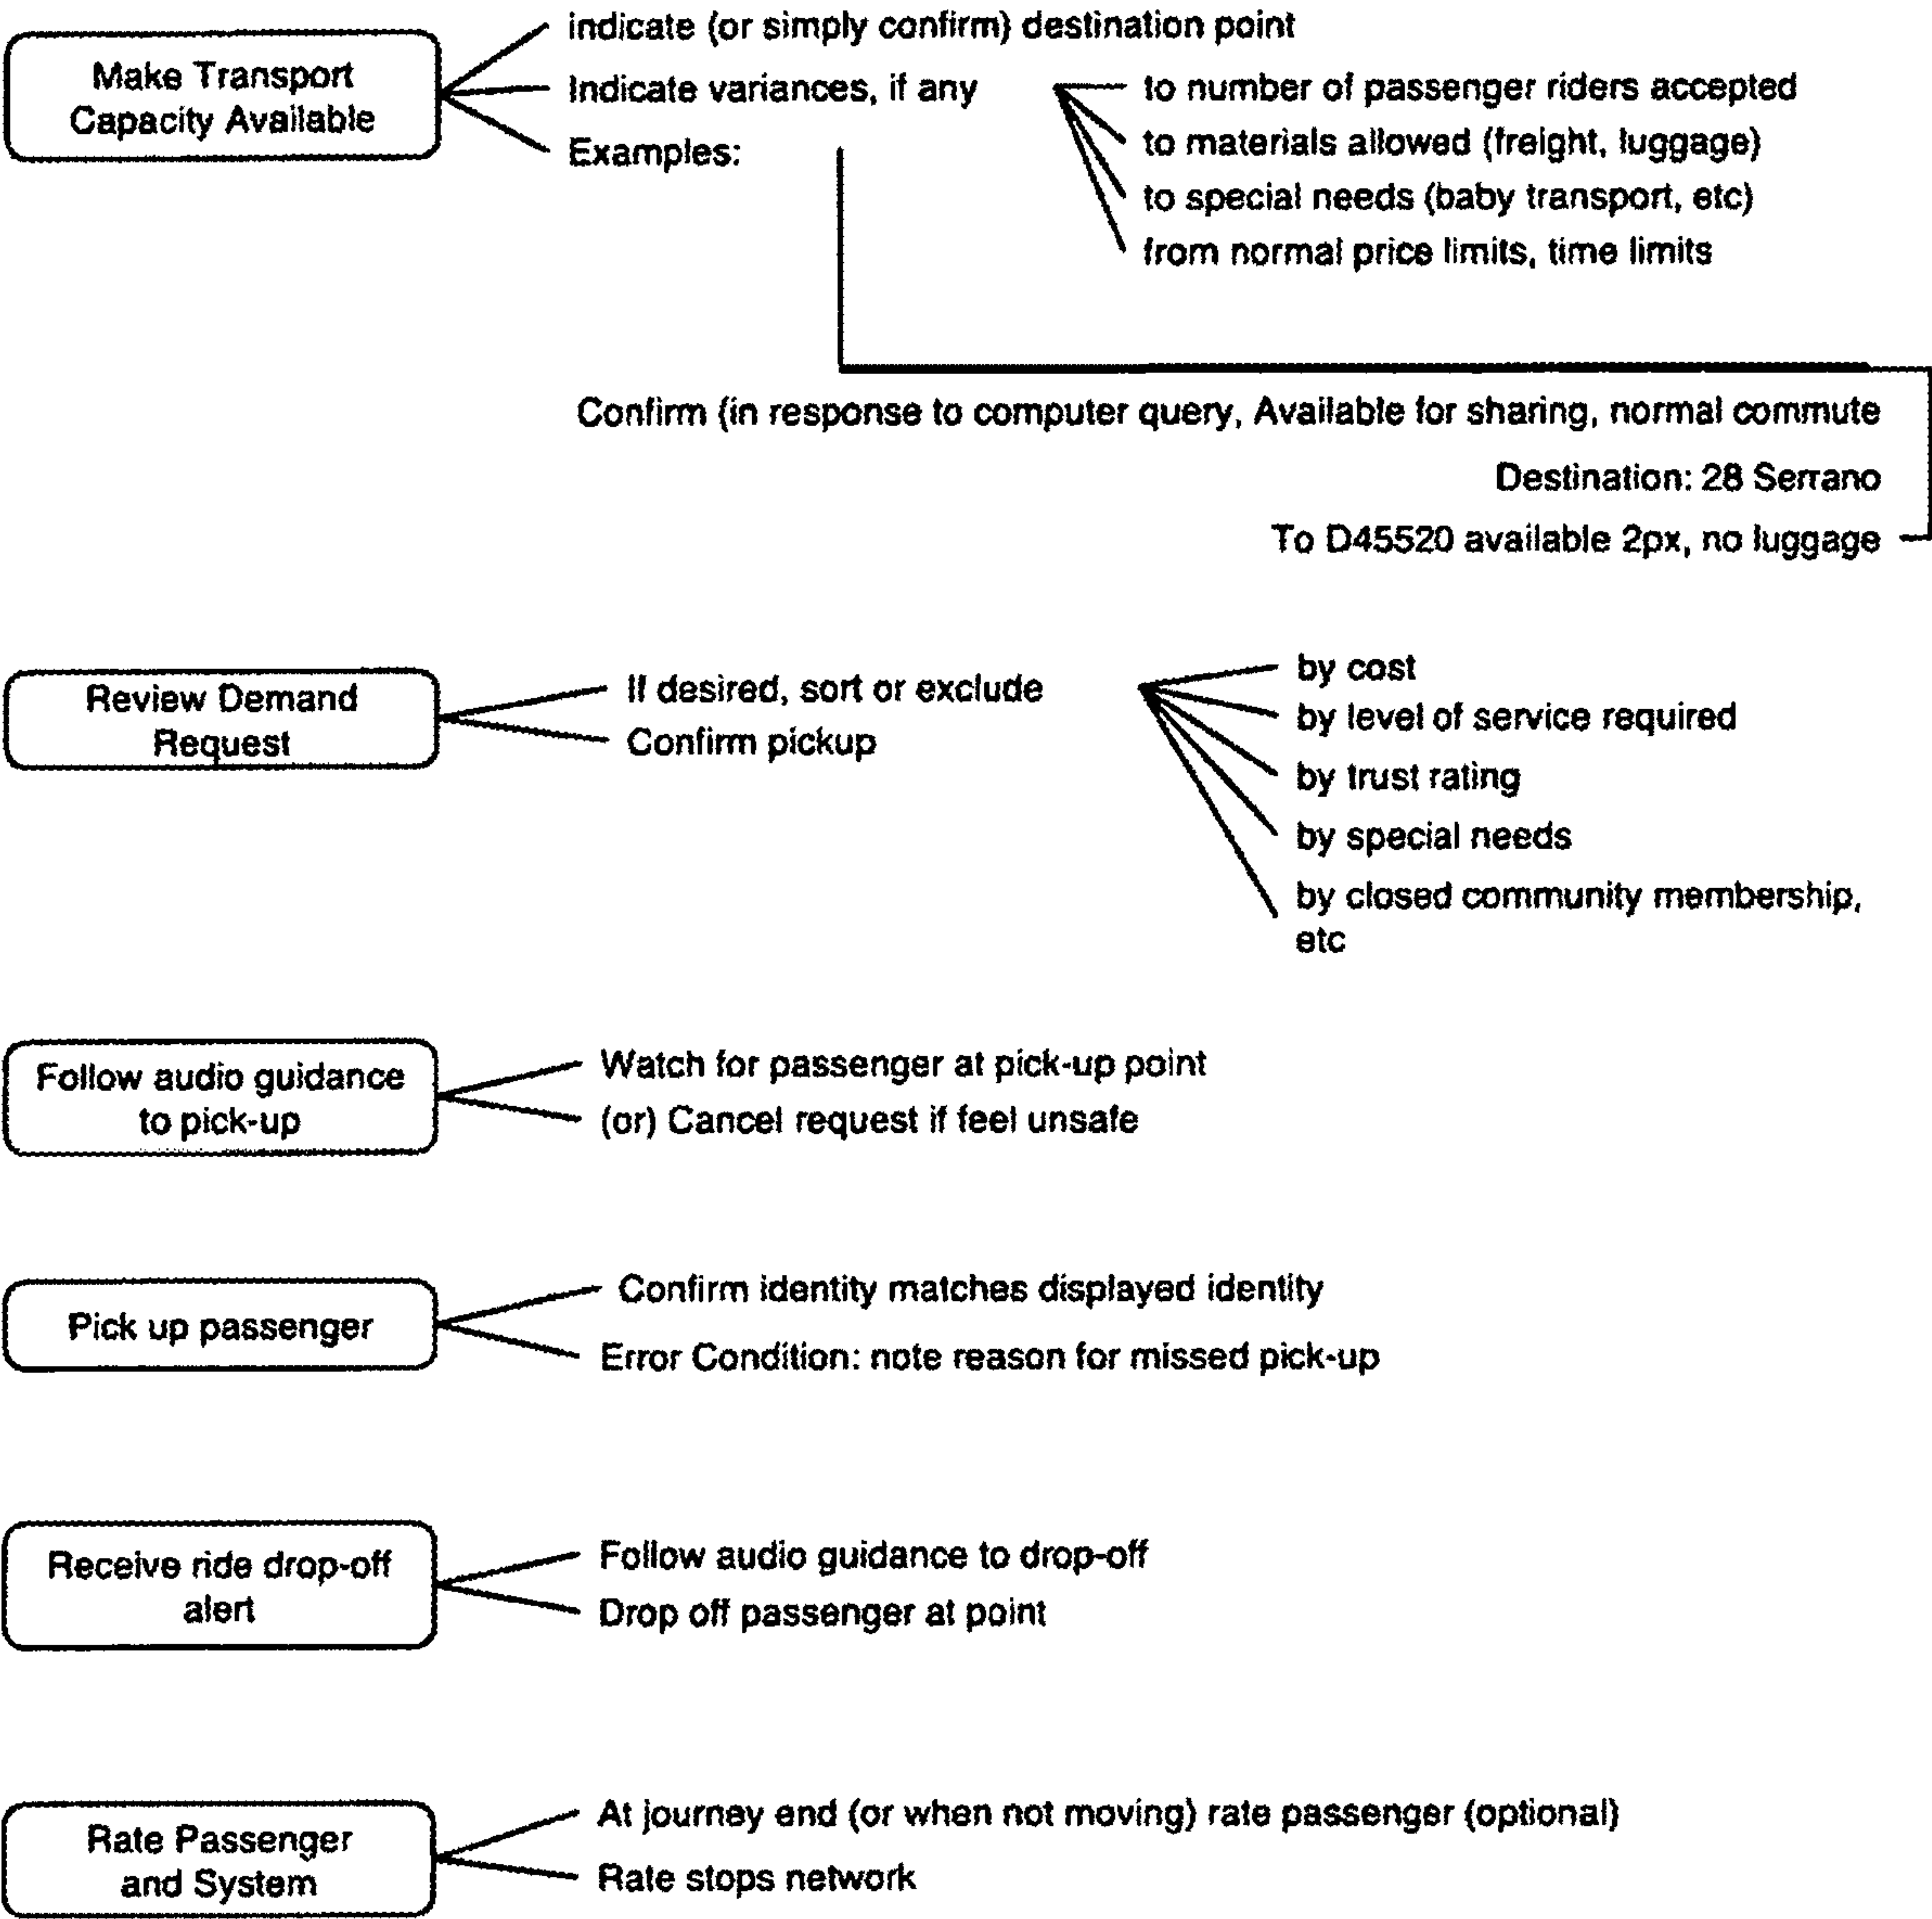 Make Transport
Capacity Available
indicate (or simply confirm) destination point
Indicate variances, if any
to number of passenger riders accepted
to materials allowed (freight, luggage)
to special needs (baby transport, etc)
from normal price limits, time limits
Examples:
Confirm (in response to computer query, Available for sharing, normal commute
Destination: 28 Serrano
To D45520 available 2px, no luggage
Review Demand
Request
If desired, sort or exclude
by cost
by level of service required
by trust rating
by special needs
by closed community membership,
etc
Confirm pickup
Follow audio guidance
to pick-up
Watch for passenger at pick-up point
(or) Cancel request if feel unsafe
Pick up passenger
Confirm identity matches displayed identity
Error Condition: note reason for missed pick-up
Receive ride drop-off
alert
Follow audio guidance to drop-off
Drop off passenger at point
Rate Passenger
and System
At journey end (or when not moving) rate passenger (optional)
Rate stops network